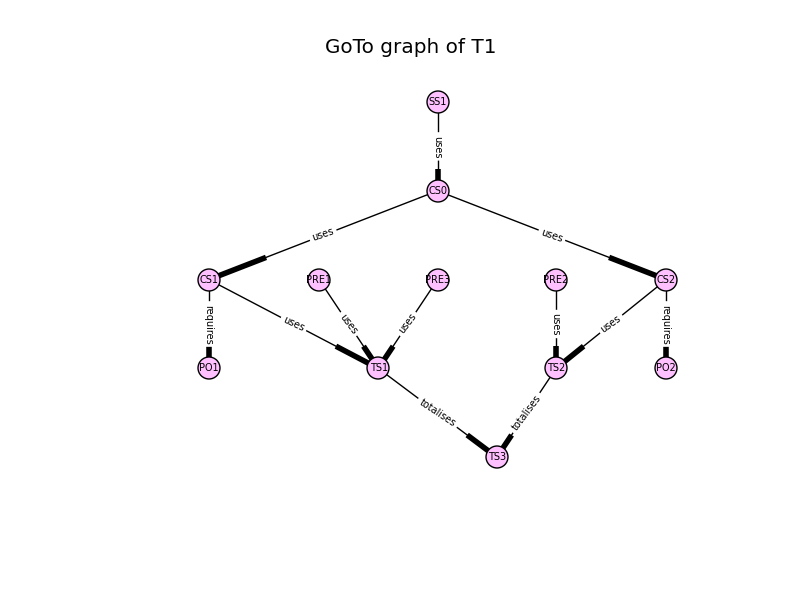 GoTo graph of T1
SS1
uses
CS0
uses
uses
CS1
PRE1
PRE3
PRE2
CS2
requires
uses
uses
uses
uses
uses
requires
PO1
TS1
TS2
PO2
totalises
totalises
TS3